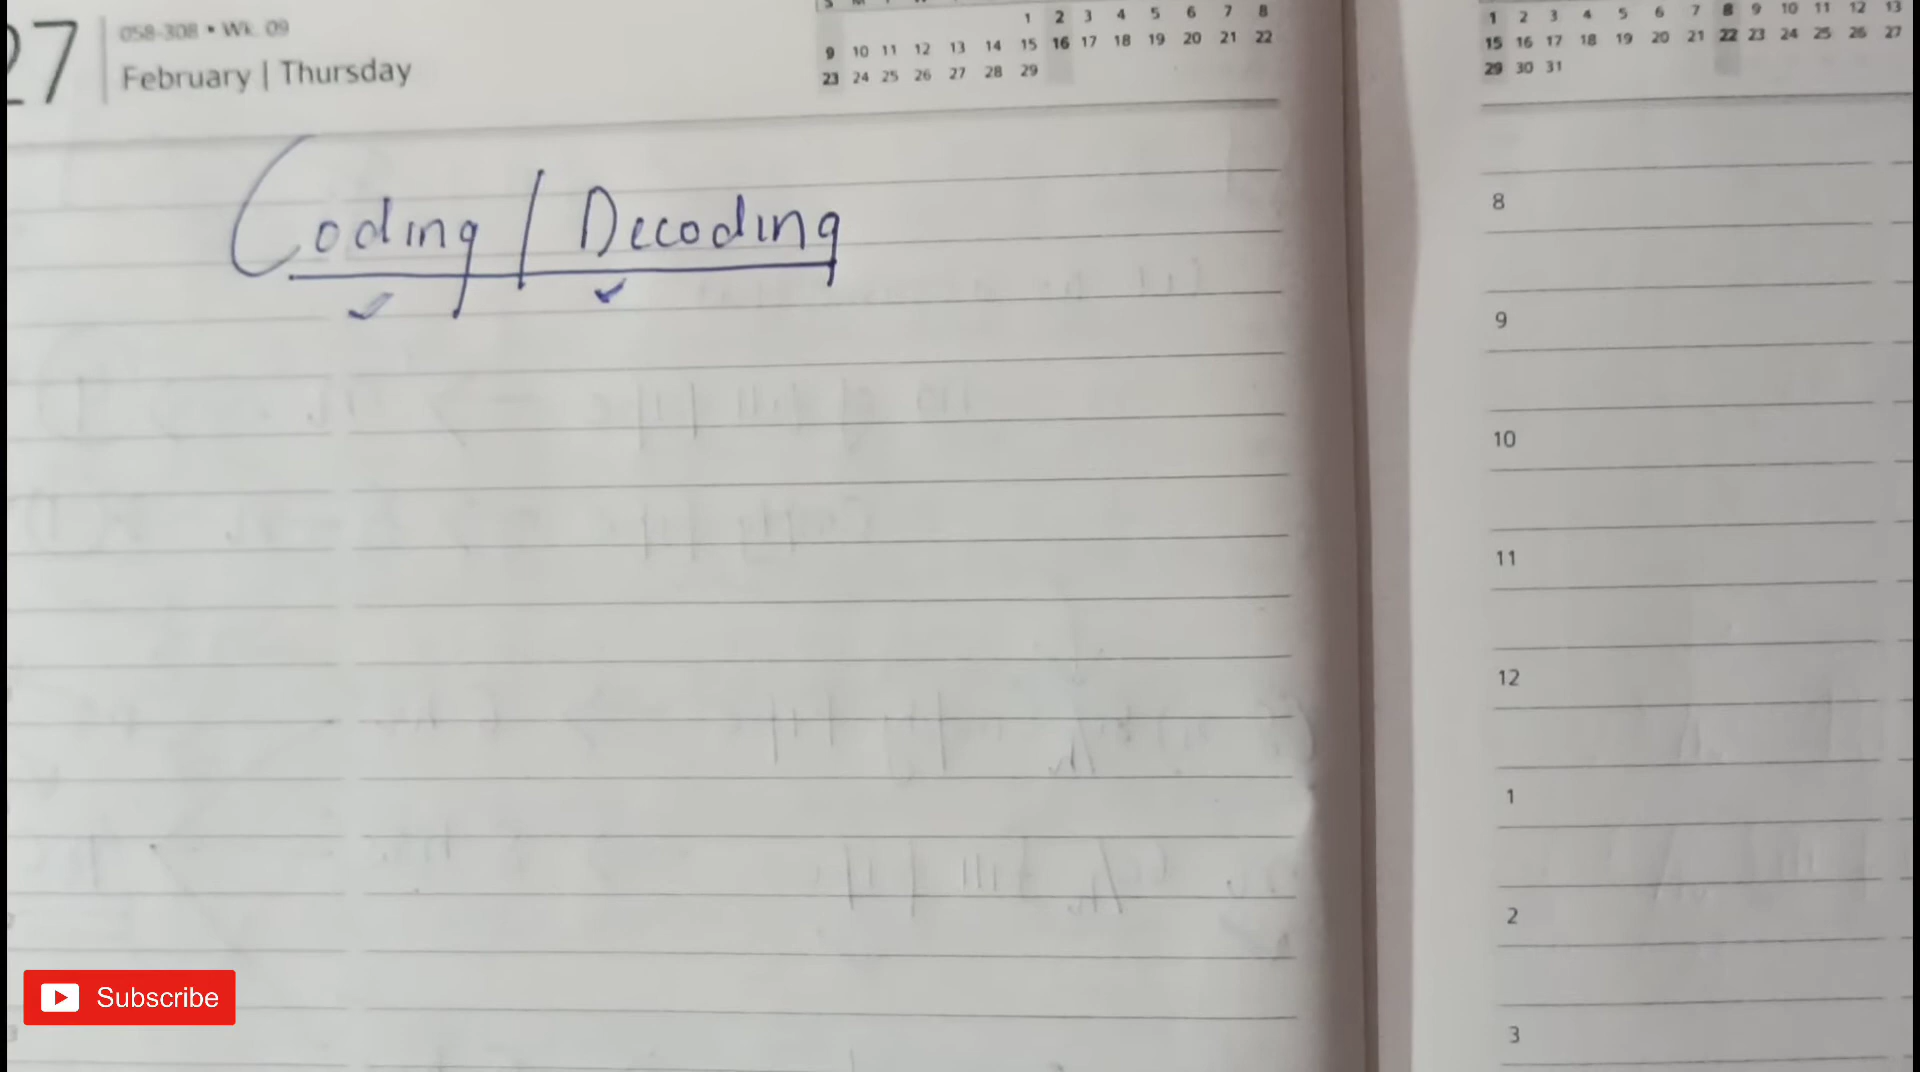 27
058-308 • Wk. 09
February | Thursday
1 2 3 4 5 6 7 8
9 10 11 12 13 14 15 16 17 18 19 20 21 22
23 24 25 26 27 28 29
Coding / Decoding
1 2 3 4 5 6 7 8 9 10 11 12 13
15 16 17 18 19 20 21 22 23 24 25 26 27
29 30 31
8
9
10
11
12
1
2
3
Subscribe